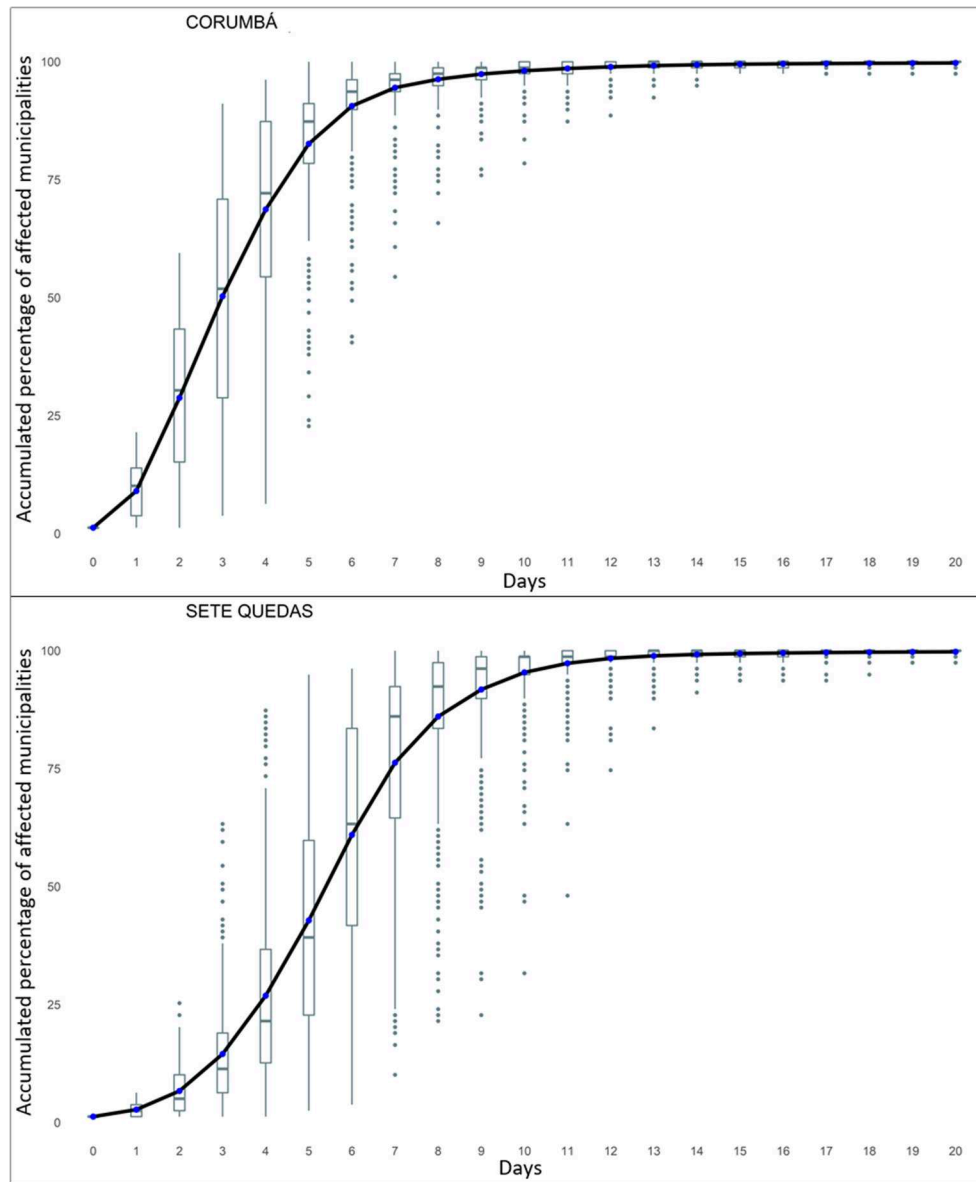 CORUMBÁ
Accumulated percentage of affected municipalities
100
75
50
25
0
0 1 2 3 4 5 6 7 8 9 10 11 12 13 14 15 16 17 18 19 20
Days
SETE QUEDAS
Accumulated percentage of affected municipalities
100
75
50
25
0
0 1 2 3 4 5 6 7 8 9 10 11 12 13 14 15 16 17 18 19 20
Days